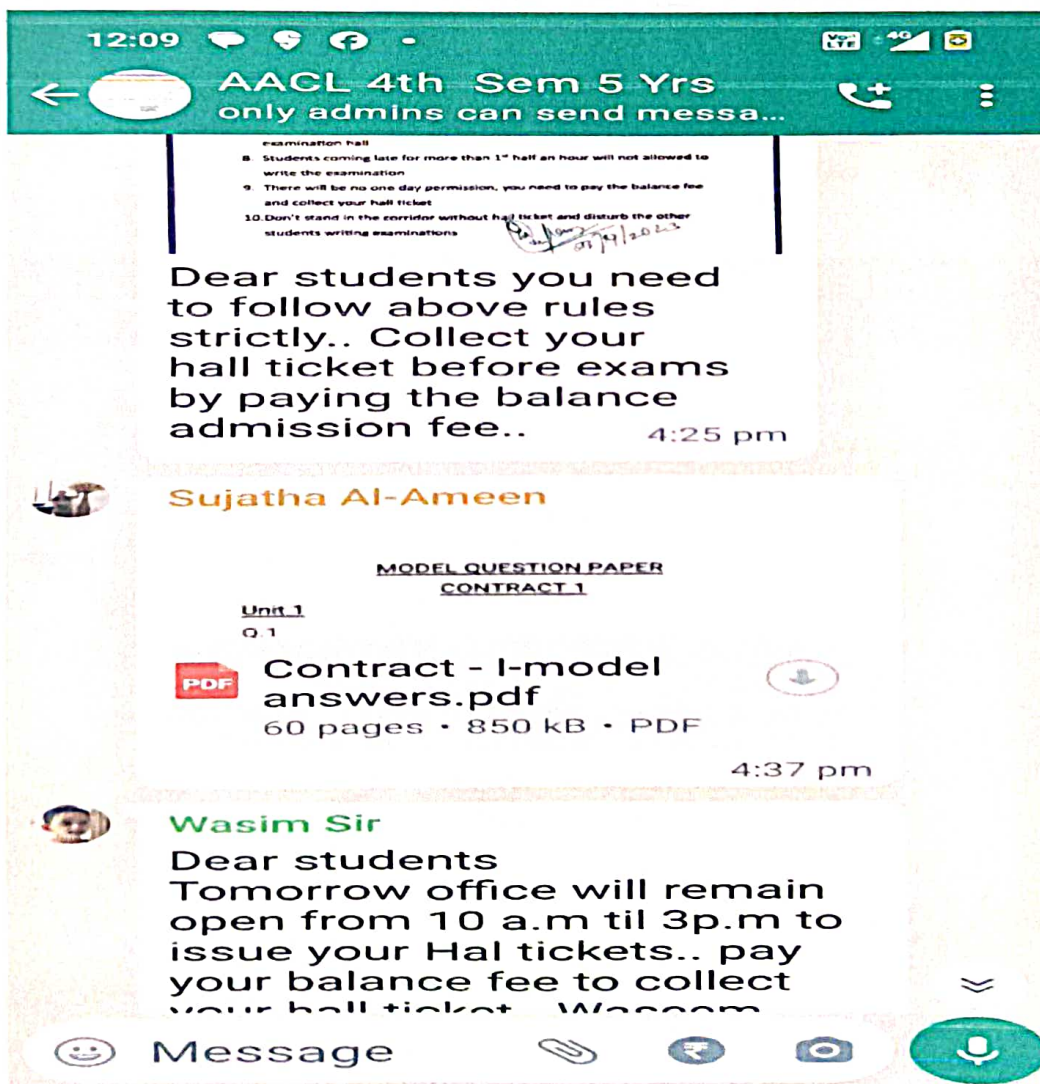 12:09
Vo LTE 4G
AACL 4th Sem 5 Yrs
only admins can send messa...
examination hall
8. Students coming late for more than 1st half an hour will not allowed to
write the examination
9. There will be no one day permission, you need to pay the balance fee
and collect your hall ticket
10.Don't stand in the corridor without hall ticket and disturb the other
students writing examinations
Dear students you need
to follow above rules
strictly.. Collect your
hall ticket before exams
by paying the balance
admission fee..
4:25 pm
Sujatha Al-Ameen
MODEL QUESTION PAPER
CONTRACT 1
Unit 1
Q.1
PDF
Contract - I-model
answers.pdf
60 pages • 850 kB • PDF
4:37 pm
Wasim Sir
Dear students
Tomorrow office will remain
open from 10 a.m til 3p.m to
issue your Hal tickets.. pay
your balance fee to collect
your hall ticket.. Waseem
Message